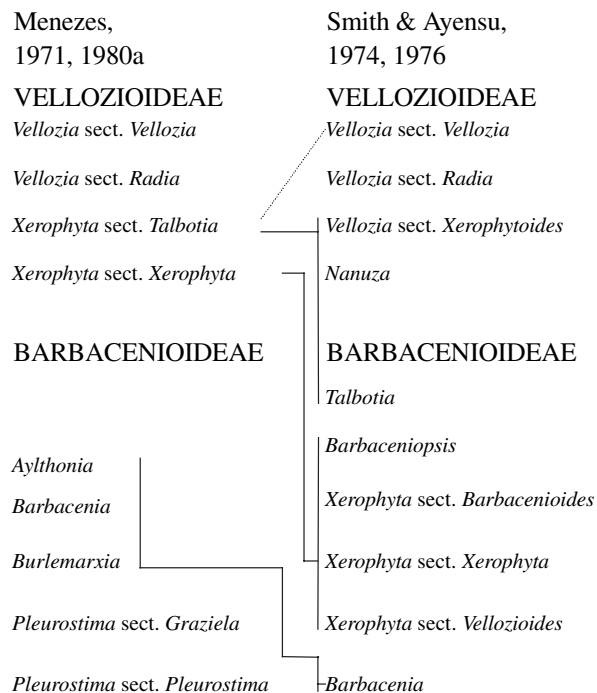 Menezes,
1971, 1980a
VELLOZIOIDEAE
Vellozia sect. Vellozia
Vellozia sect. Radia
Xerophyta sect. Talbotia
Xerophyta sect. Xerophyta
BARBACENIOIDEAE
Aylthonia
Barbacenia
Burlemarxia
Pleurostima sect. Graziela
Pleurostima sect. Pleurostima
Smith & Ayensu,
1974, 1976
VELLOZIOIDEAE
Vellozia sect. Vellozia
Vellozia sect. Radia
Vellozia sect. Xerophytoides
Nanuza
BARBACENIOIDEAE
Talbotia
Barbaceniopsis
Xerophyta sect. Barbacenioides
Xerophyta sect. Xerophyta
Xerophyta sect. Vellozioides
Barbacenia